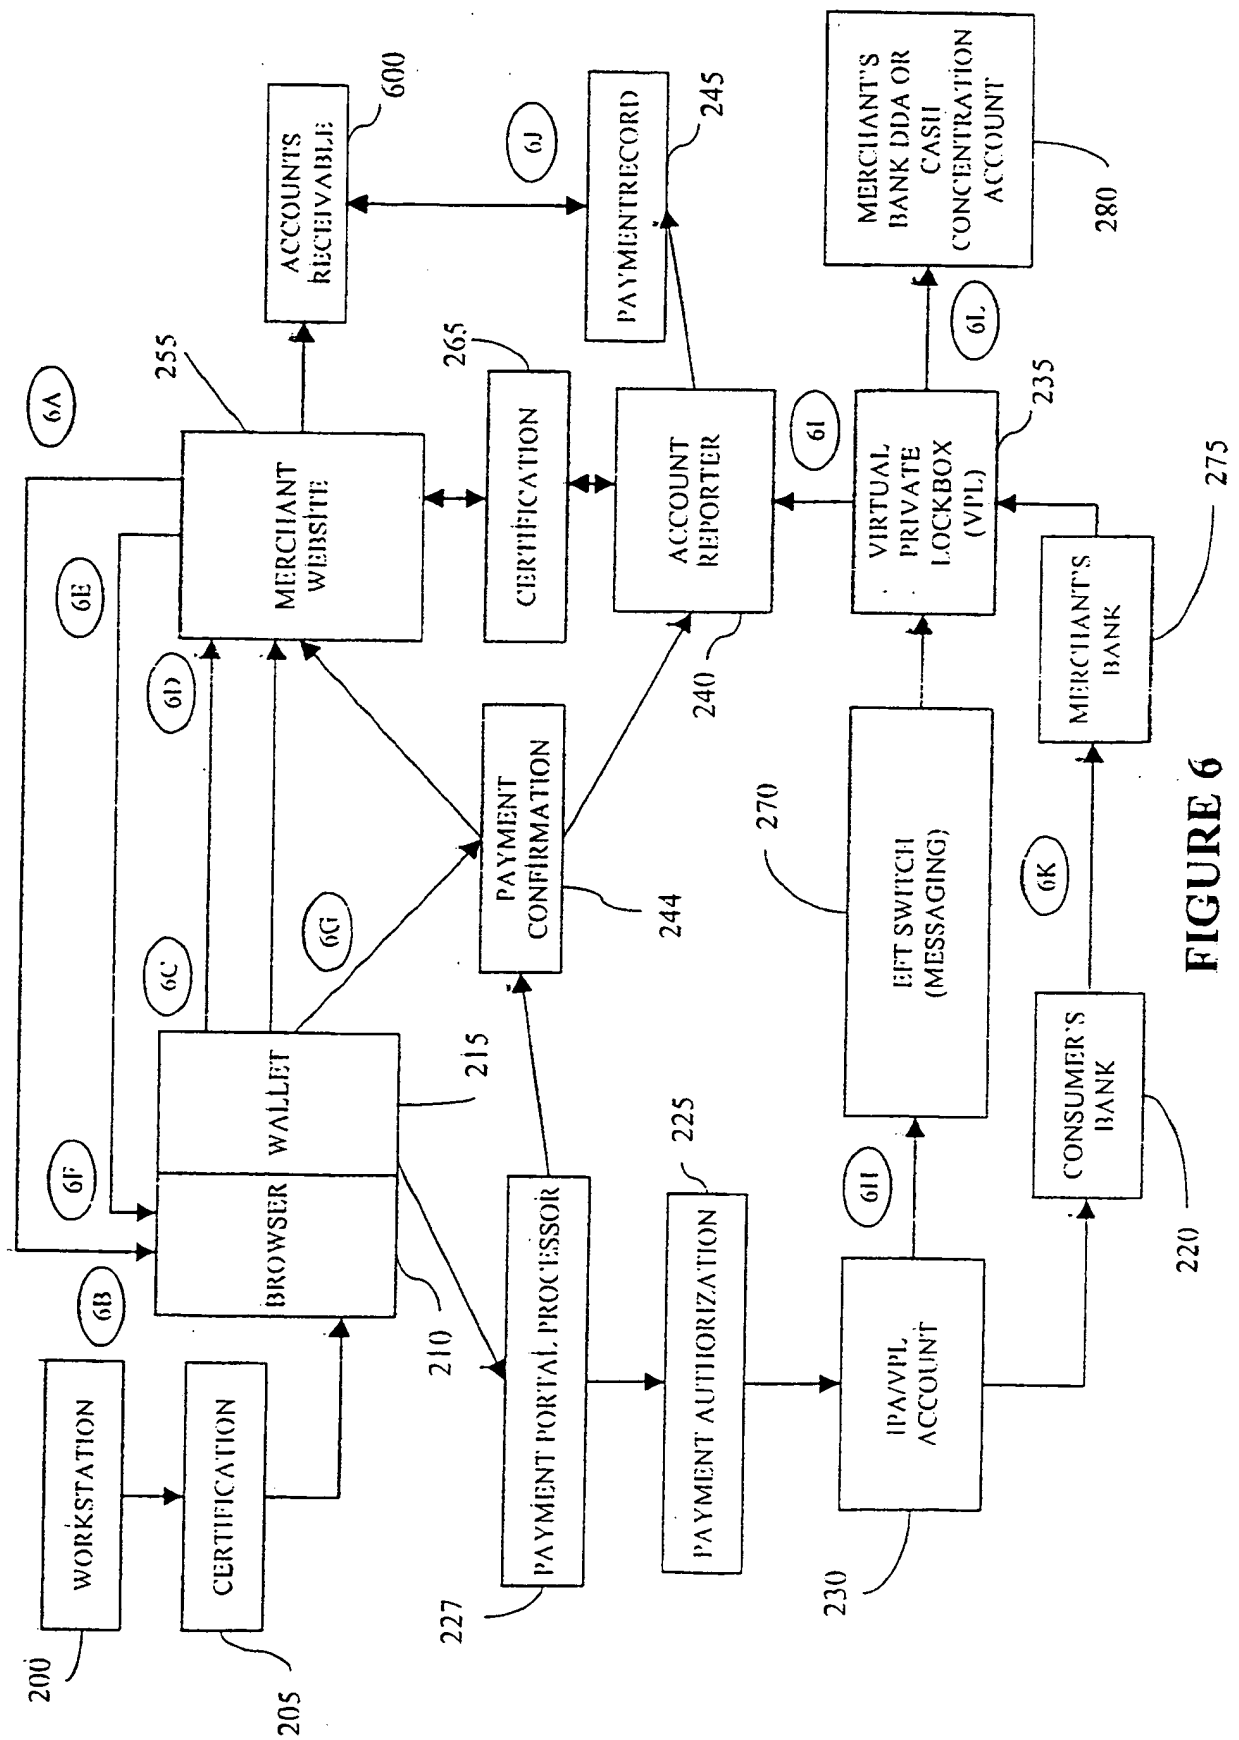 6A
6E
6B
6F
6C
6D
200
WORKSTATION
CERTIFICATION
205
BROWSER
WALLET
210
215
6G
MERCHANT
WEBSITE
255
ACCOUNTS
RECEIVABLE
600
227
PAYMENT PORTAL PROCESSOR
PAYMENT
CONFIRMATION
244
CERTIFICATION
265
6J
PAYMENTRECORD
245
PAYMENT AUTHORIZATION
225
240
ACCOUNT
REPORTER
230
IPA/VPL
ACCOUNT
6H
270
EFT SWITCH
(MESSAGING)
6I
VIRTUAL
PRIVATE
LOCKBOX
(VPL)
235
6L
MERCHANT'S
BANK DDA OR
CASH
CONCENTRATION
ACCOUNT
280
220
CONSUMER'S
BANK
6K
MERCHANT'S
BANK
275
FIGURE 6